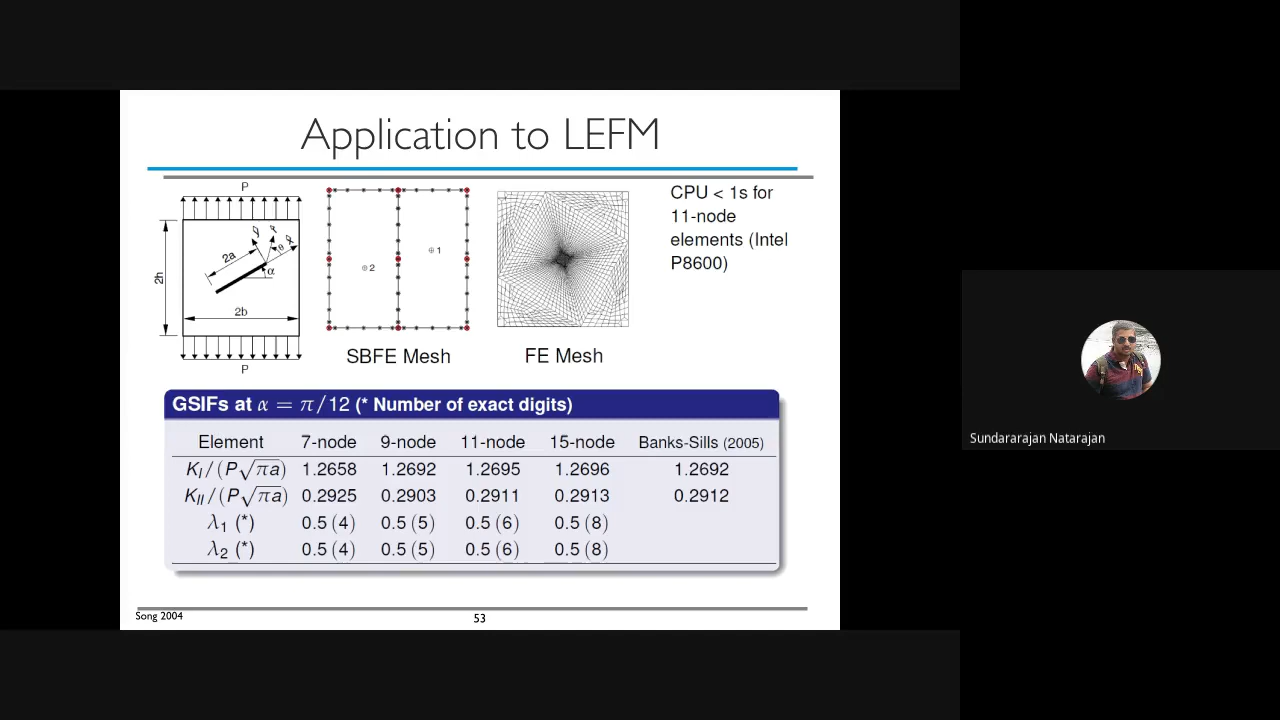 Application to LEFM
P
2h
2a
ŷ
r
x̂
θ
α
2b
P
1
2
SBFE Mesh
FE Mesh
CPU < 1s for
11-node
elements (Intel
P8600)
GSIFs at α = π/12 (* Number of exact digits)
Element 7-node 9-node 11-node 15-node Banks-Sills (2005)
K_I/(P√πa) 1.2658 1.2692 1.2695 1.2696 1.2692
K_II/(P√πa) 0.2925 0.2903 0.2911 0.2913 0.2912
λ₁ (*) 0.5 (4) 0.5 (5) 0.5 (6) 0.5 (8)
λ₂ (*) 0.5 (4) 0.5 (5) 0.5 (6) 0.5 (8)
Song 2004
53
Sundararajan Natarajan